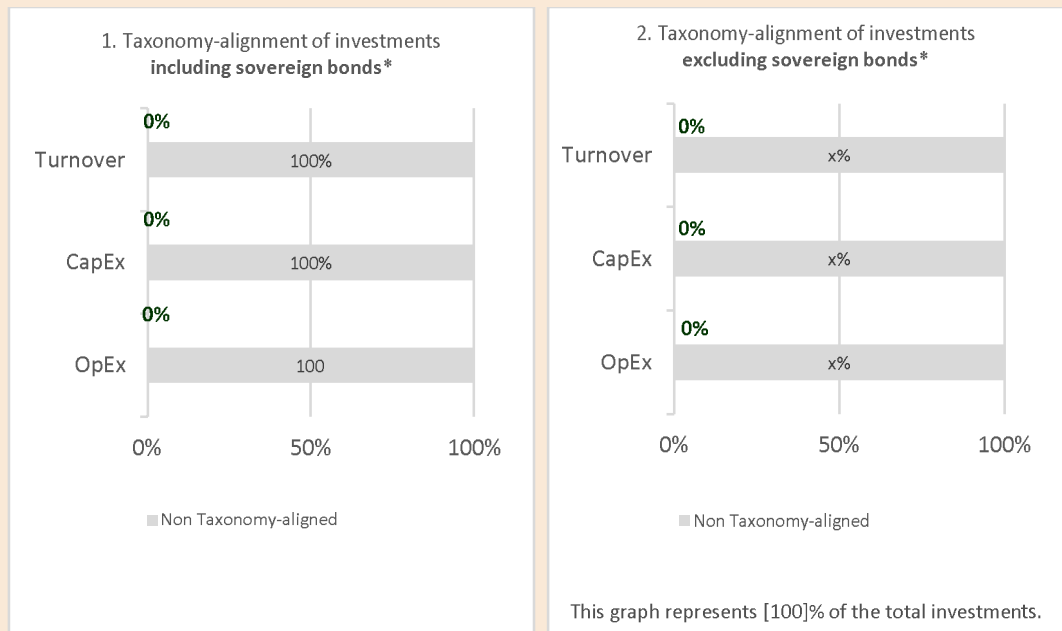 1. Taxonomy-alignment of investments
including sovereign bonds*
0%
Turnover
100%
0%
CapEx
100%
0%
OpEx
100
0%
50%
100%
Non Taxonomy-aligned
2. Taxonomy-alignment of investments
excluding sovereign bonds*
0%
Turnover
x%
0%
CapEx
x%
0%
OpEx
x%
0%
50%
100%
Non Taxonomy-aligned
This graph represents [100]% of the total investments.